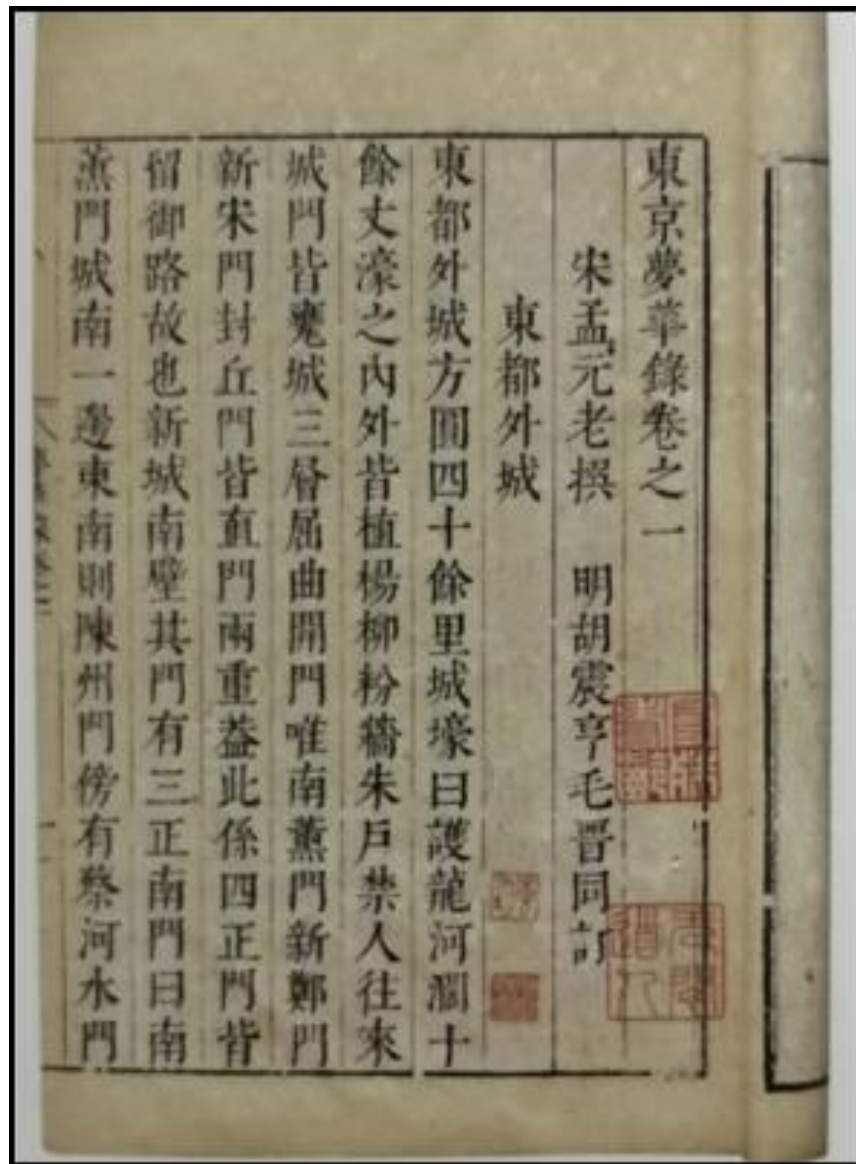 東京夢華錄卷之一
宋孟元老撰　明胡震亨毛晋同訂
東都外城
東都外城方圓四十餘里城壕曰護龍河濶十
餘丈濠之內外皆植楊柳粉牆朱戶禁人往來
城門皆甕城三層屈曲開門唯南薰門新鄭門
新宋門封丘門皆直門兩重葢此係四正門皆
留御路故也新城南壁其門有三正南門曰南
薰門城南一邊東南則陳州門傍有蔡河水門